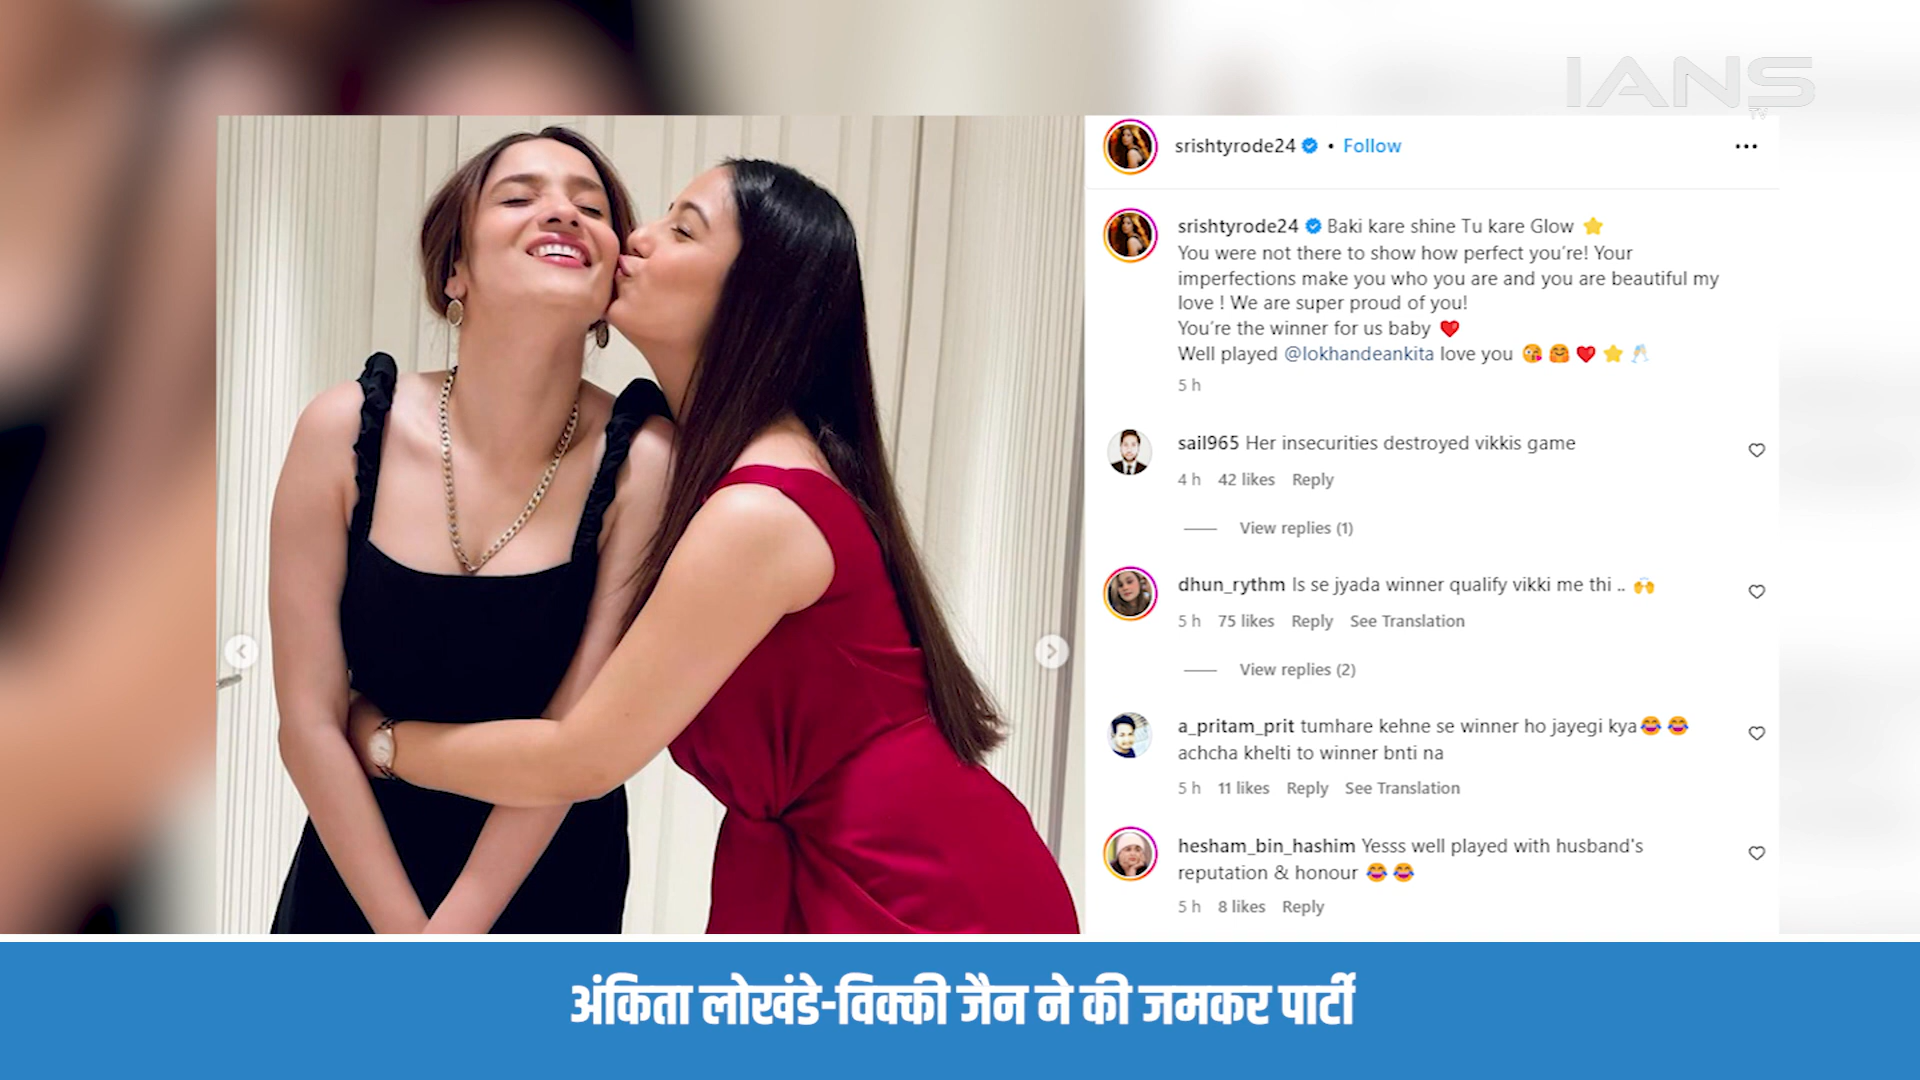 IANS
TV
srishtyrode24 • Follow
srishtyrode24 Baki kare shine Tu kare Glow ⭐
You were not there to show how perfect you’re! Your
imperfections make you who you are and you are beautiful my
love ! We are super proud of you!
You’re the winner for us baby ❤️
Well played @lokhandeankita love you 😘 🤗 ❤️ ⭐ 🥂
5 h
sail965 Her insecurities destroyed vikkis game
4 h 42 likes Reply
View replies (1)
dhun_rythm Is se jyada winner qualify vikki me thi .. 🙌
5 h 75 likes Reply See Translation
View replies (2)
a_pritam_prit tumhare kehne se winner ho jayegi kya😂😂
achcha khelti to winner bnti na
5 h 11 likes Reply See Translation
hesham_bin_hashim Yesss well played with husband's
reputation & honour 😂😂
5 h 8 likes Reply
अंकिता लोखंडे-विक्की जैन ने की जमकर पार्टी